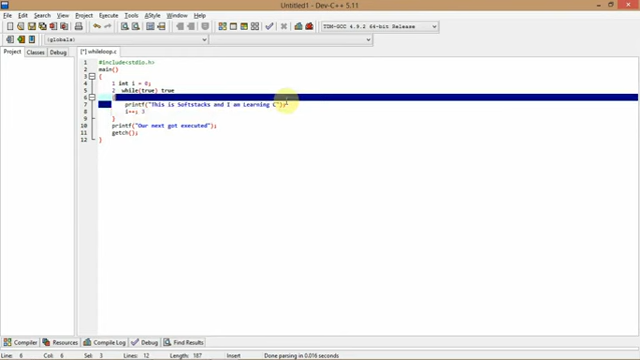 Untitled1 - Dev-C++ 5.11
File Edit Search View Project Execute Tools AStyle Window Help
TDM-GCC 4.9.2 64-bit Release
(globals)
Project Classes Debug [*] whileloop.c
1 #include<stdio.h>
2 main()
3 {
4 1 int i = 0;
5 2 while(true) true
6 {
7 printf("This is Softstacks and I am Learning C");
8 i++; 3
9 }
10 printf("Our next got executed");
11 getch();
12 }
Compiler Resources Compile Log Debug Find Results
Line: 6 Col: 6 Sel: 3 Lines: 12 Length: 187 Insert Done parsing in 0.016 seconds